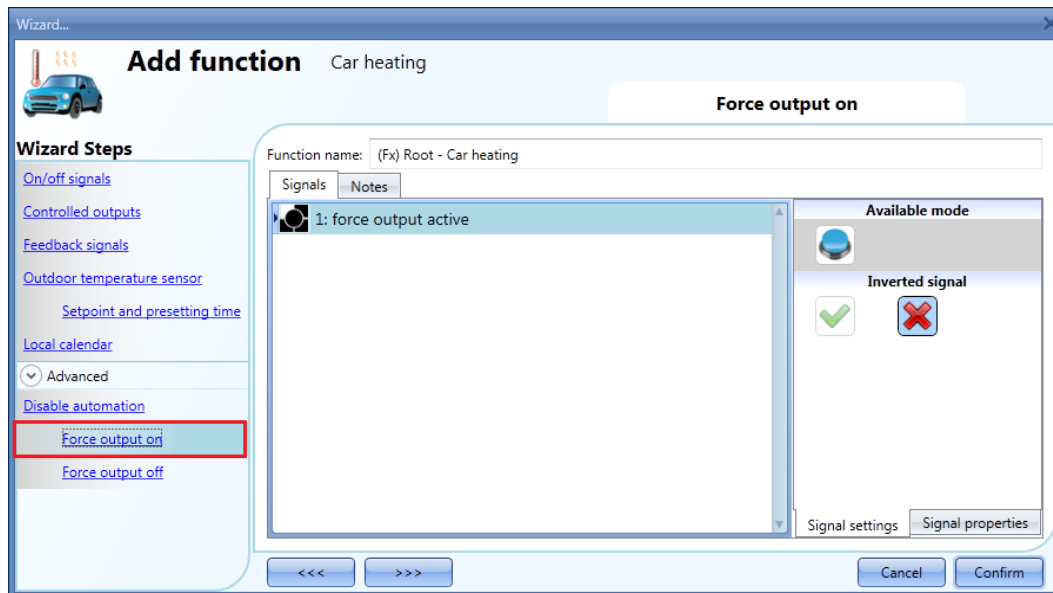 Wizard...
Add function Car heating
Force output on
Wizard Steps
On/off signals
Controlled outputs
Feedback signals
Outdoor temperature sensor
Setpoint and presetting time
Local calendar
Advanced
Disable automation
Force output on
Force output off
Function name: (Fx) Root - Car heating
Signals Notes
1: force output active
Available mode
Inverted signal
Signal settings Signal properties
<<< >>> Cancel Confirm